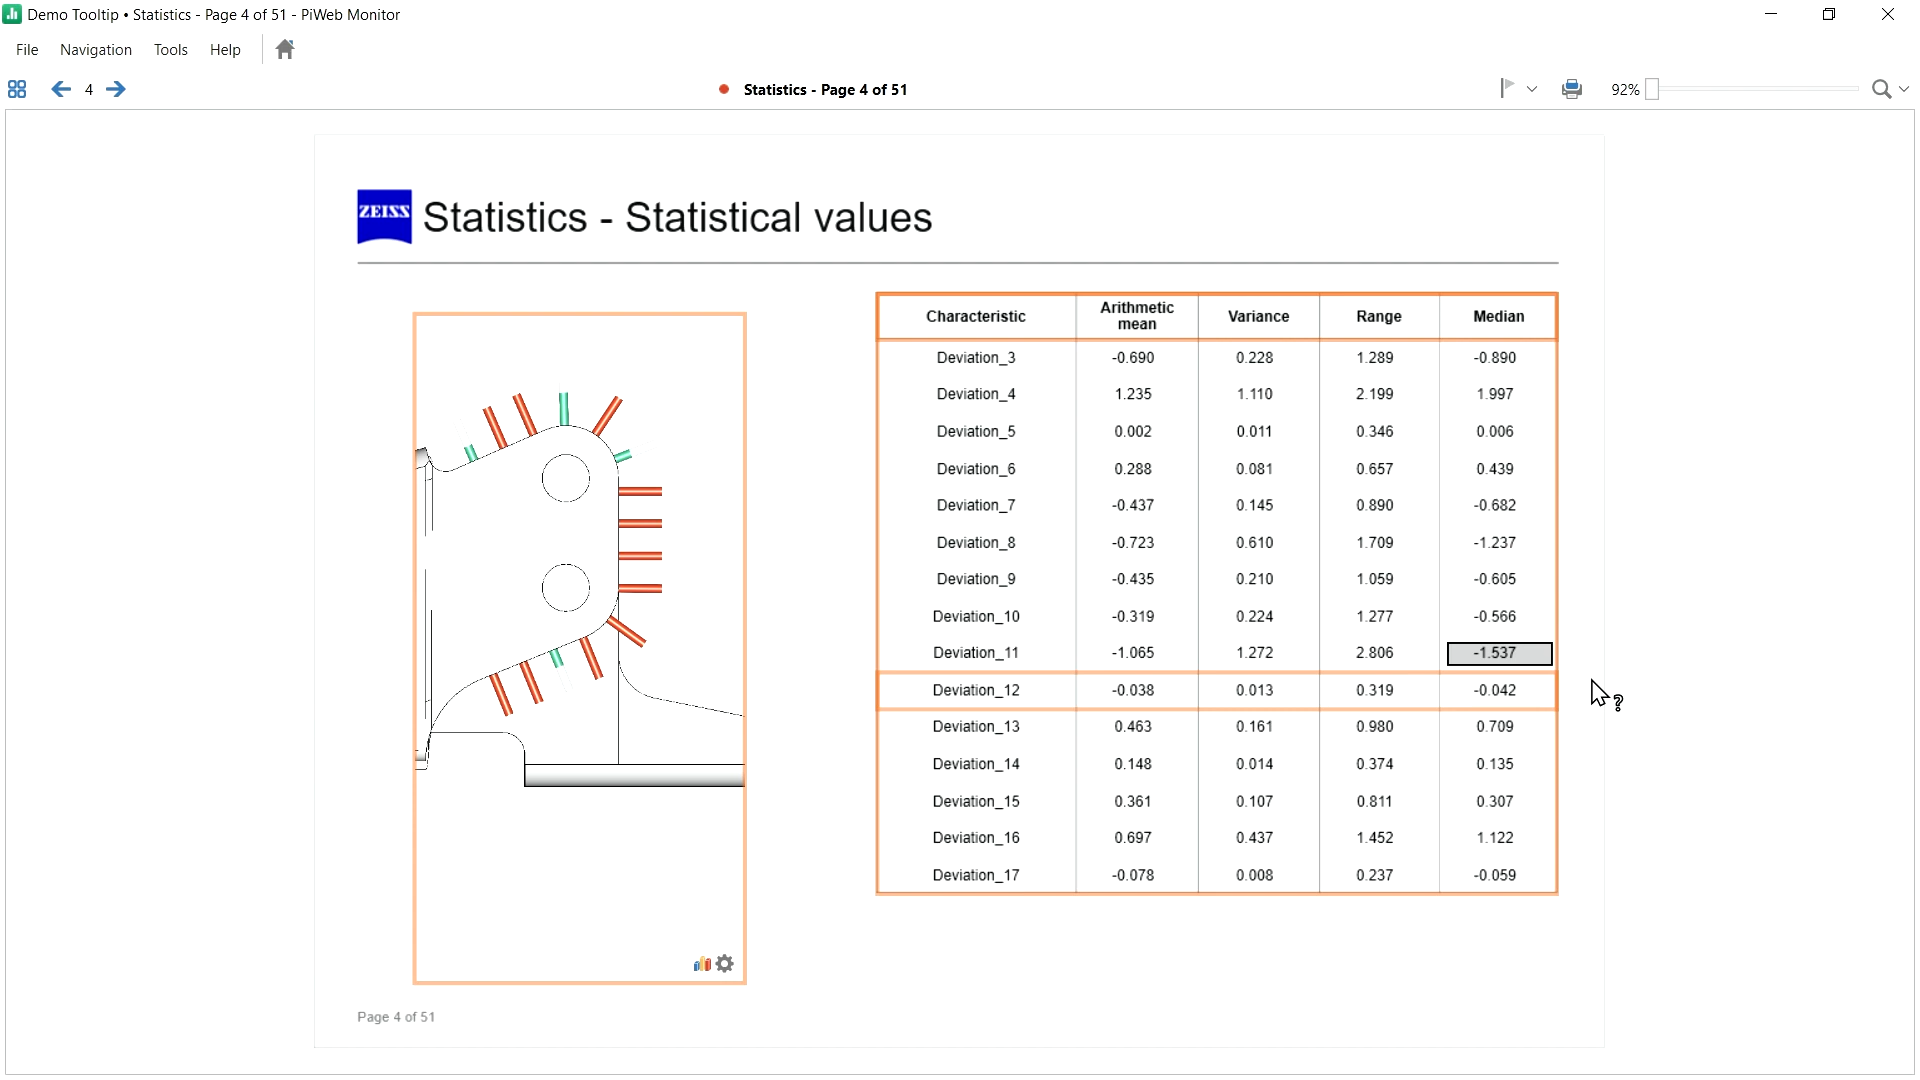 Demo Tooltip • Statistics - Page 4 of 51 - PiWeb Monitor
File Navigation Tools Help
4
Statistics - Page 4 of 51
92%
ZEISS
Statistics - Statistical values
Characteristic Arithmetic mean Variance Range Median
Deviation_3 -0.690 0.228 1.289 -0.890
Deviation_4 1.235 1.110 2.199 1.997
Deviation_5 0.002 0.011 0.346 0.006
Deviation_6 0.288 0.081 0.657 0.439
Deviation_7 -0.437 0.145 0.890 -0.682
Deviation_8 -0.723 0.610 1.709 -1.237
Deviation_9 -0.435 0.210 1.059 -0.605
Deviation_10 -0.319 0.224 1.277 -0.566
Deviation_11 -1.065 1.272 2.806 -1.537
Deviation_12 -0.038 0.013 0.319 -0.042
Deviation_13 0.463 0.161 0.980 0.709
Deviation_14 0.148 0.014 0.374 0.135
Deviation_15 0.361 0.107 0.811 0.307
Deviation_16 0.697 0.437 1.452 1.122
Deviation_17 -0.078 0.008 0.237 -0.059
Page 4 of 51